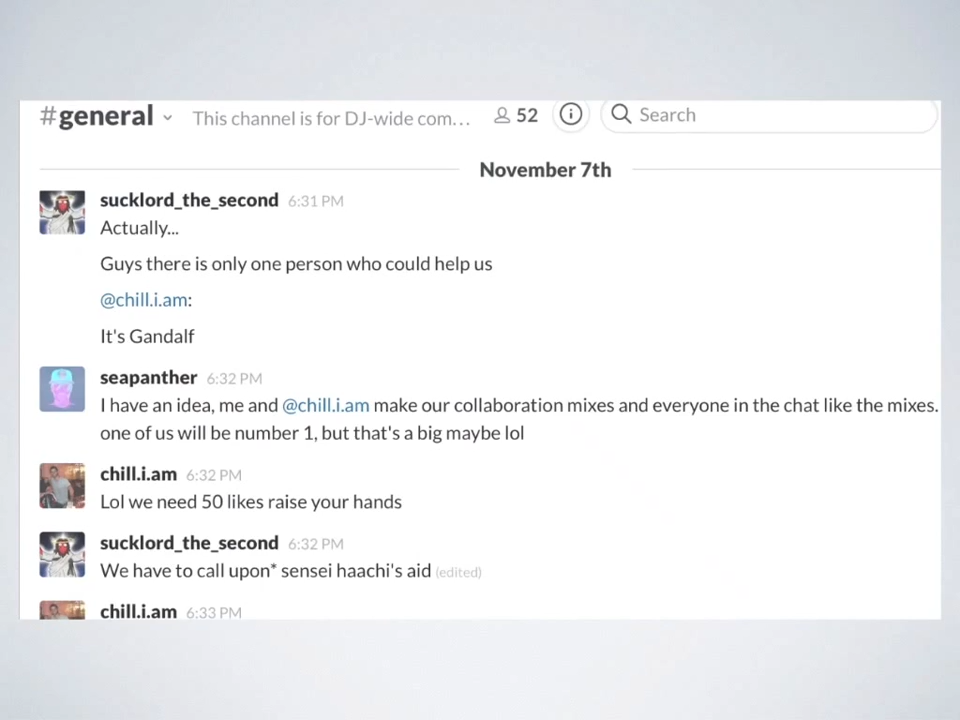 #general This channel is for DJ-wide com... 52 Search
November 7th
sucklord_the_second 6:31 PM
Actually...
Guys there is only one person who could help us
@chill.i.am:
It's Gandalf
seapanther 6:32 PM
I have an idea, me and @chill.i.am make our collaboration mixes and everyone in the chat like the mixes.
one of us will be number 1, but that's a big maybe lol
chill.i.am 6:32 PM
Lol we need 50 likes raise your hands
sucklord_the_second 6:32 PM
We have to call upon* sensei haachi's aid (edited)
chill.i.am 6:33 PM